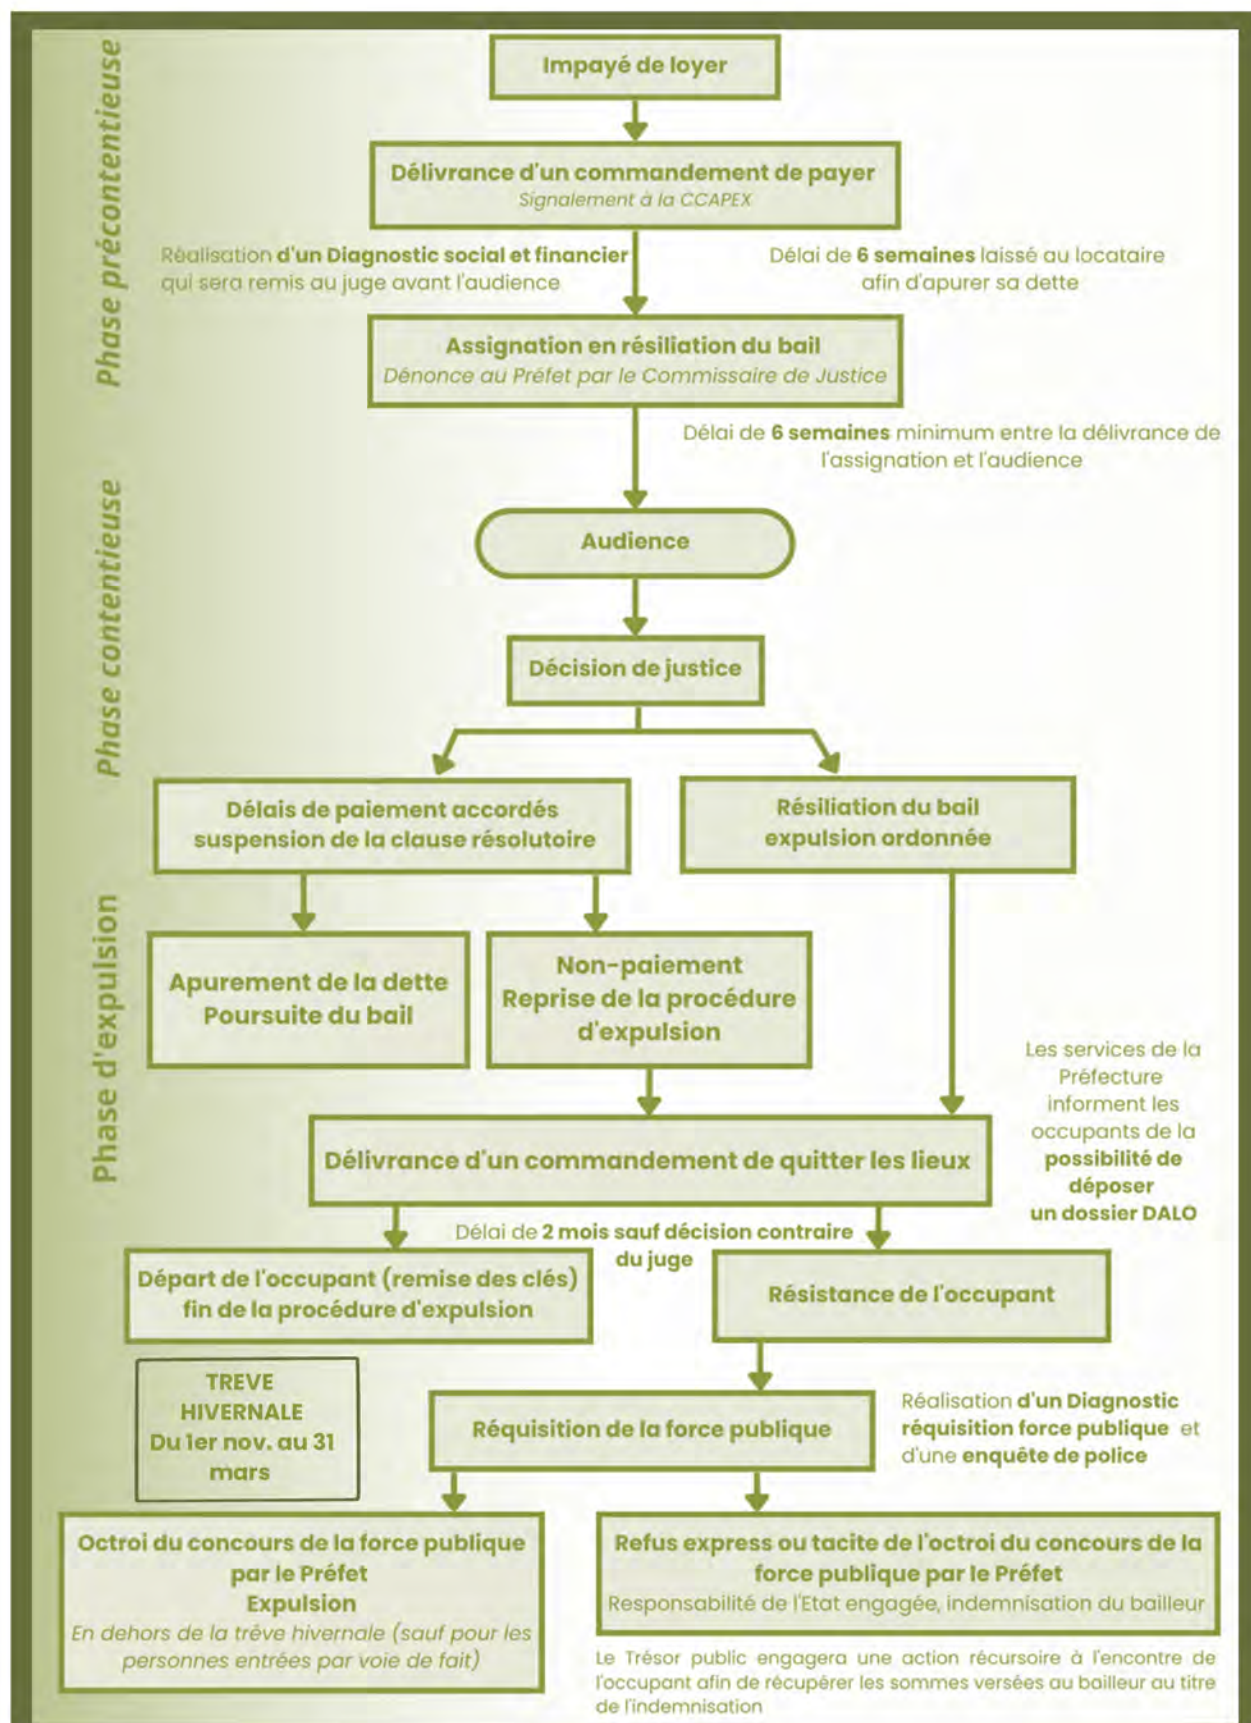 Phase précontentieuse
Impayé de loyer
Délivrance d'un commandement de payer
Signalement à la CCAPEX
Réalisation d'un Diagnostic social et financier
qui sera remis au juge avant l'audience
Délai de 6 semaines laissé au locataire
afin d'apurer sa dette
Assignation en résiliation du bail
Dénonce au Préfet par le Commissaire de Justice
Délai de 6 semaines minimum entre la délivrance de
l'assignation et l'audience
Phase contentieuse
Audience
Décision de justice
Délais de paiement accordés
suspension de la clause résolutoire
Résiliation du bail
expulsion ordonnée
Phase d'expulsion
Apurement de la dette
Poursuite du bail
Non-paiement
Reprise de la procédure
d'expulsion
Les services de la
Préfecture
informent les
occupants de la
possibilité de
déposer
un dossier DALO
Délivrance d'un commandement de quitter les lieux
Délai de 2 mois sauf décision contraire
du juge
Départ de l'occupant (remise des clés)
fin de la procédure d'expulsion
Résistance de l'occupant
TREVE
HIVERNALE
Du 1er nov. au 31
mars
Réquisition de la force publique
Réalisation d'un Diagnostic
réquisition force publique et
d'une enquête de police
Octroi du concours de la force publique
par le Préfet
Expulsion
En dehors de la trêve hivernale (sauf pour les
personnes entrées par voie de fait)
Refus express ou tacite de l'octroi du concours de la
force publique par le Préfet
Responsabilité de l'Etat engagée, indemnisation du bailleur
Le Trésor public engagera une action récursoire à l'encontre de
l'occupant afin de récupérer les sommes versées au bailleur au titre
de l'indemnisation